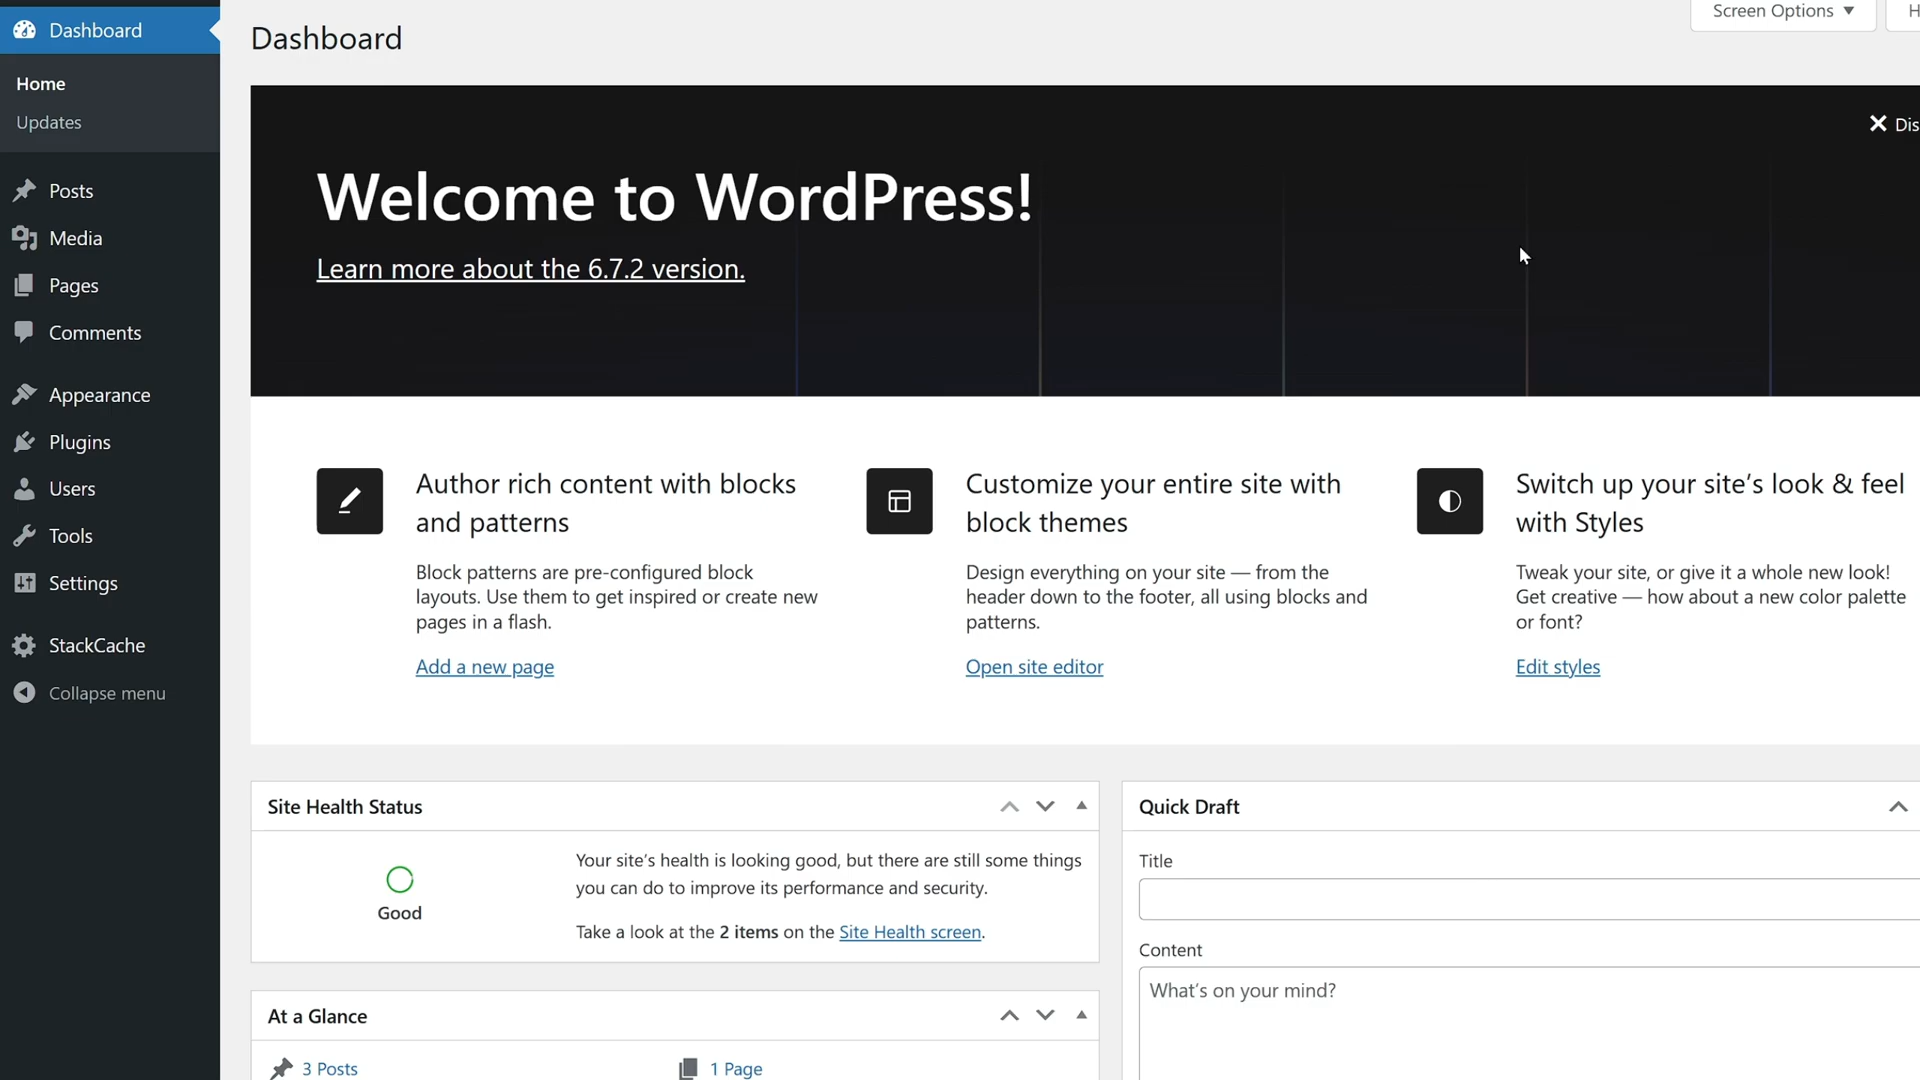 Dashboard
Home
Updates
Posts
Media
Pages
Comments
Appearance
Plugins
Users
Tools
Settings
StackCache
Collapse menu
Dashboard
Screen Options
H
Dis
Welcome to WordPress!
Learn more about the 6.7.2 version.
Author rich content with blocks
and patterns
Block patterns are pre-configured block
layouts. Use them to get inspired or create new
pages in a flash.
Add a new page
Customize your entire site with
block themes
Design everything on your site — from the
header down to the footer, all using blocks and
patterns.
Open site editor
Switch up your site’s look & feel
with Styles
Tweak your site, or give it a whole new look!
Get creative — how about a new color palette
or font?
Edit styles
Site Health Status
Good
Your site’s health is looking good, but there are still some things
you can do to improve its performance and security.
Take a look at the 2 items on the Site Health screen.
At a Glance
3 Posts
1 Page
Quick Draft
Title
Content
What’s on your mind?